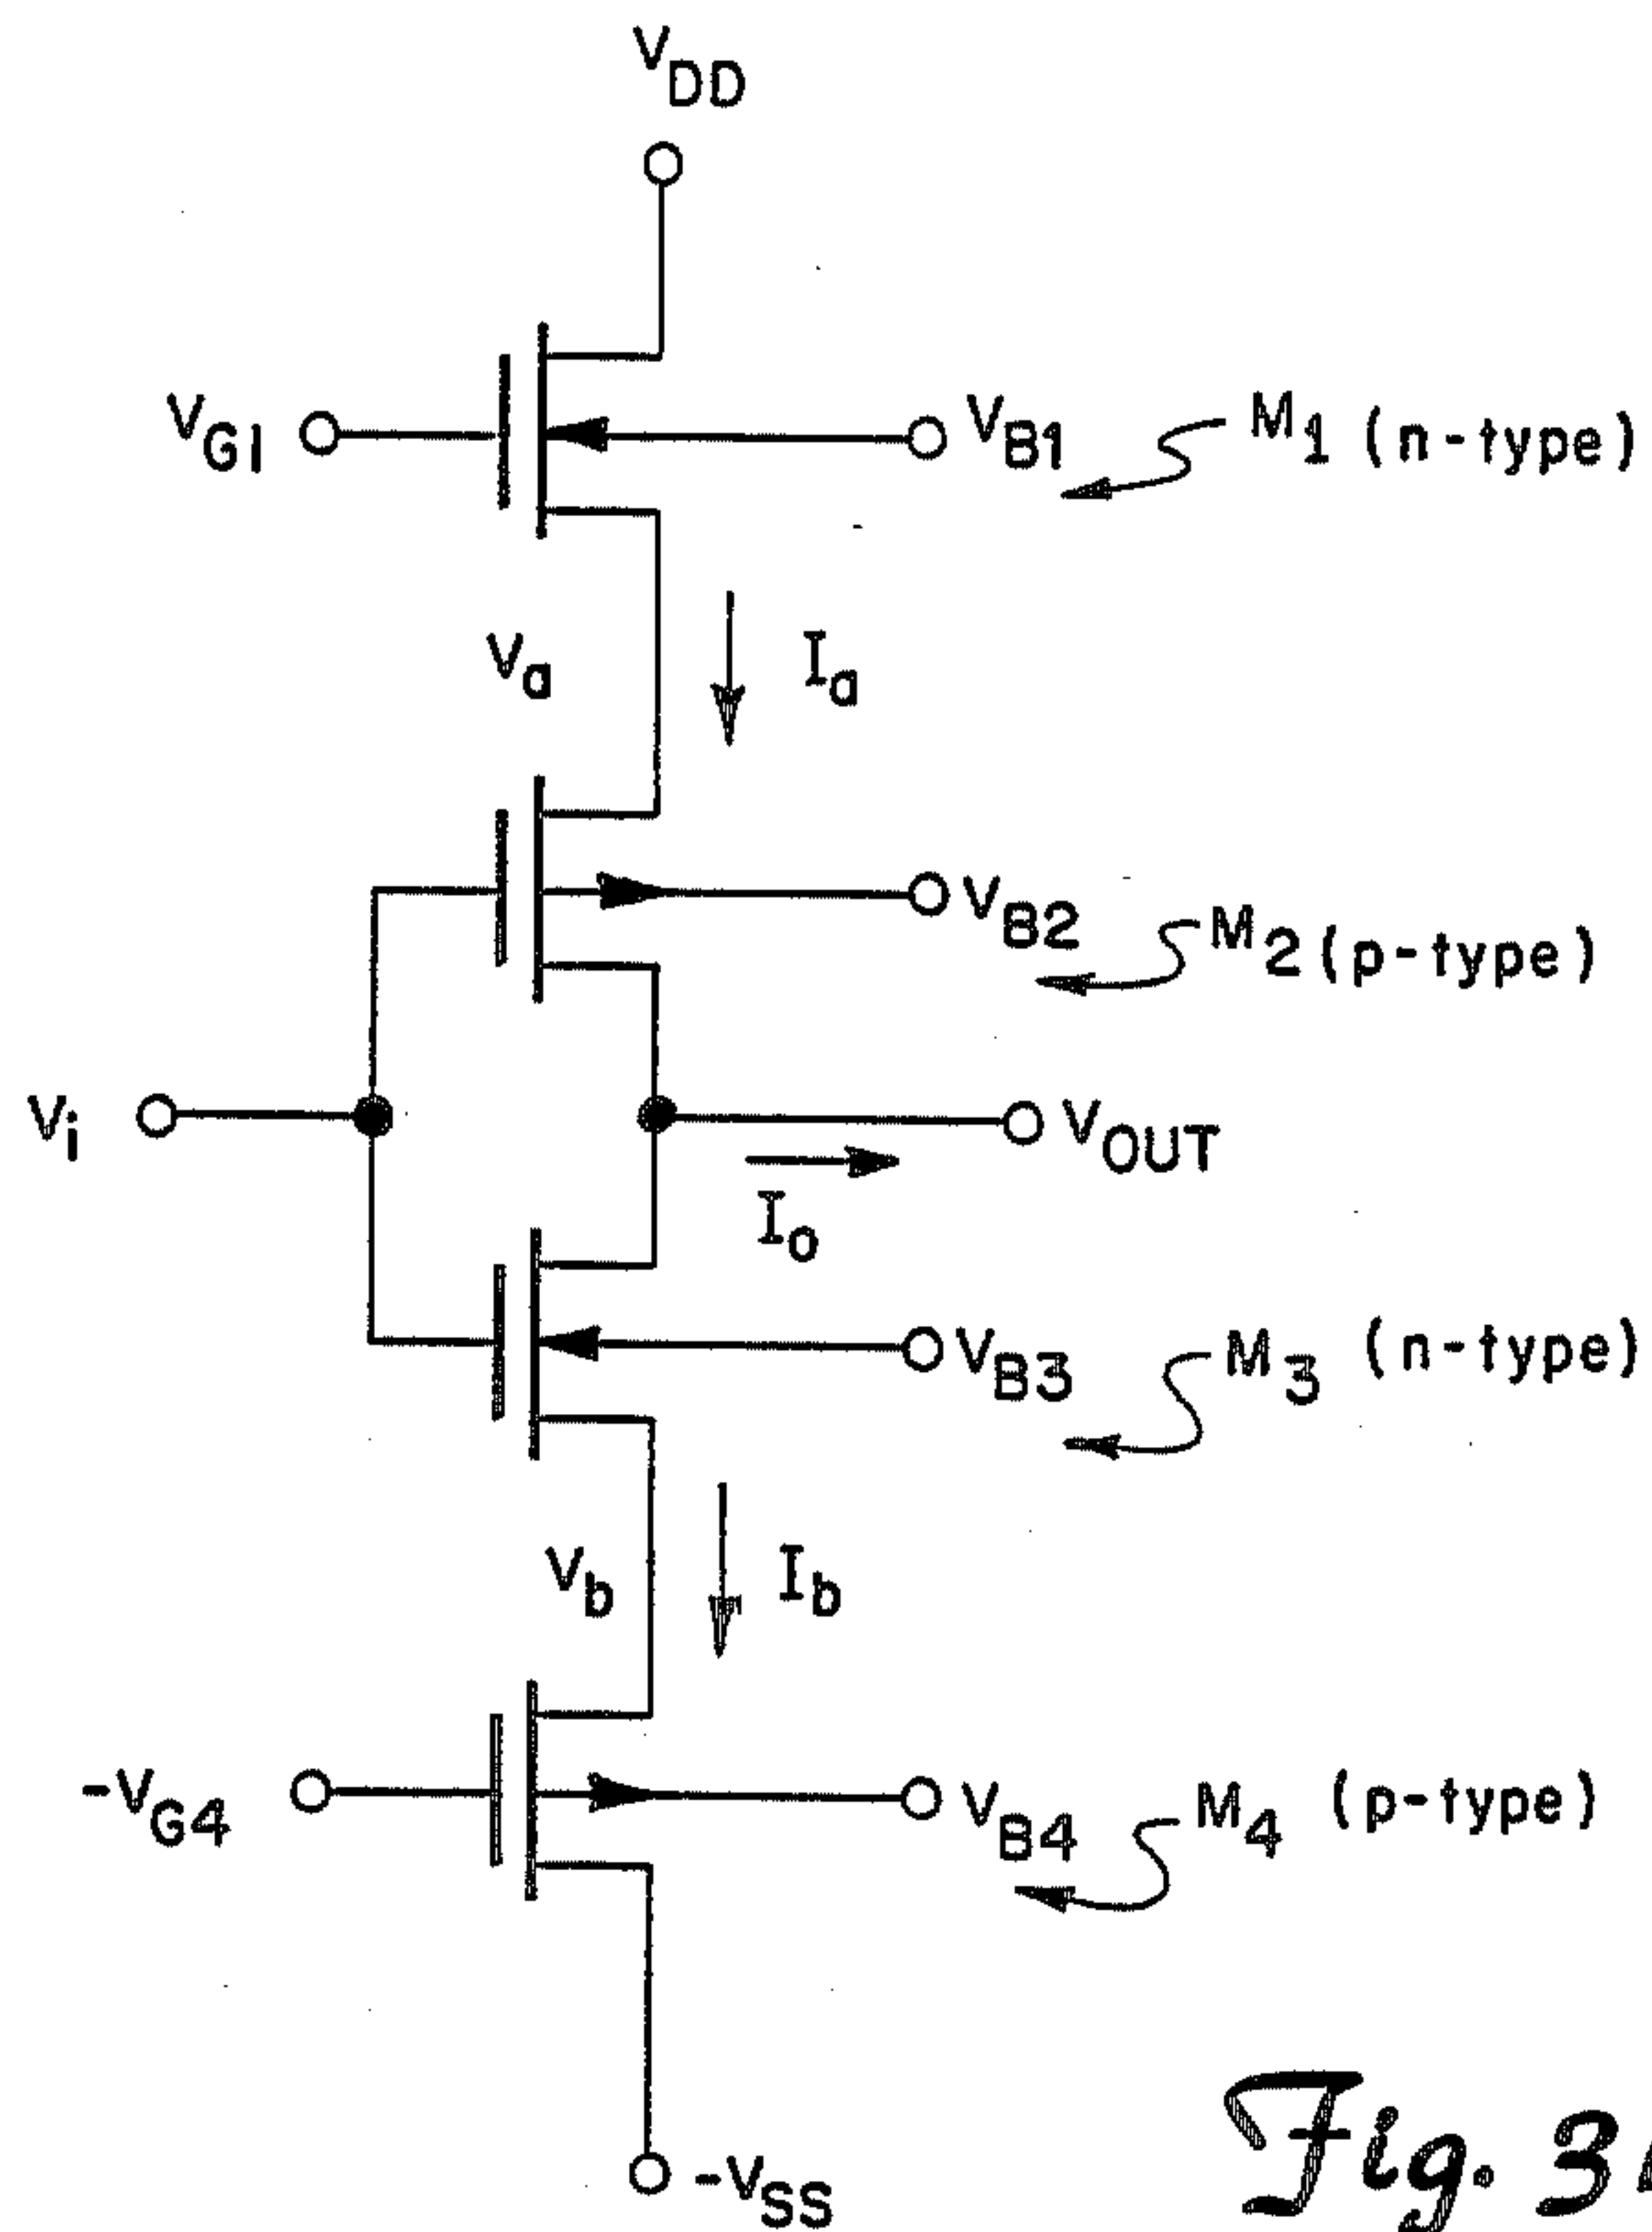 VDD
VG1
VB1
M1 (n-type)
Va
Ia
VB2
M2 (p-type)
Vi
VOUT
Io
VB3
M3 (n-type)
Vb
Ib
-VG4
VB4
M4 (p-type)
-VSS
Fig. 3